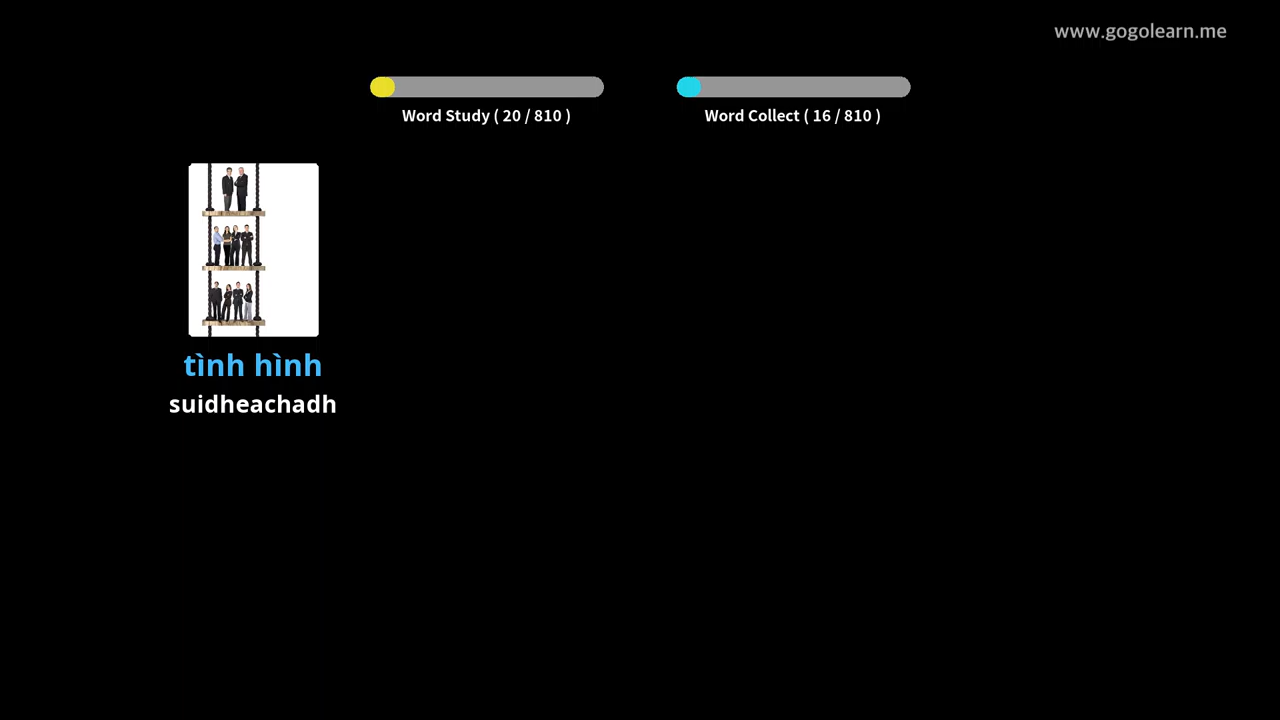 www.gogolearn.me
Word Study ( 20 / 810 )
Word Collect ( 16 / 810 )
tình hình
suidheachadh